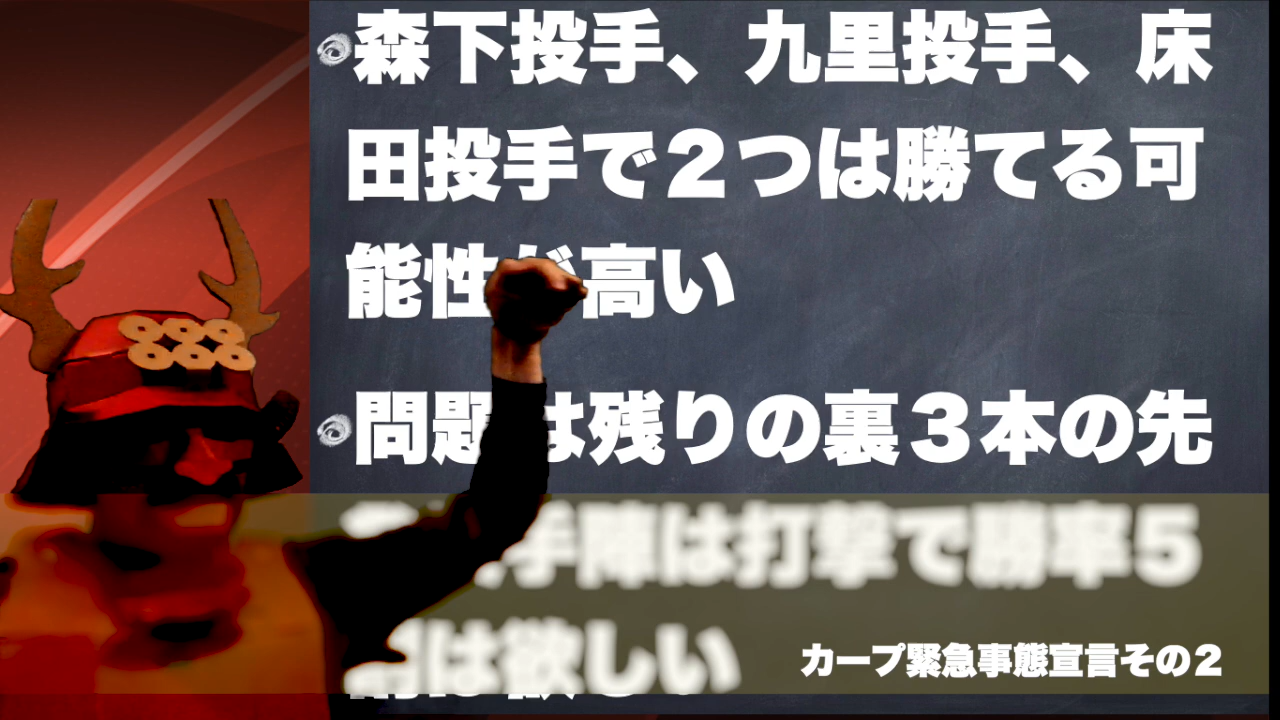 森下投手、九里投手、床
田投手で２つは勝てる可
能性が高い
問題は残りの裏３本の先
手陣は打撃で勝率５
は欲しい
カープ緊急事態宣言その２